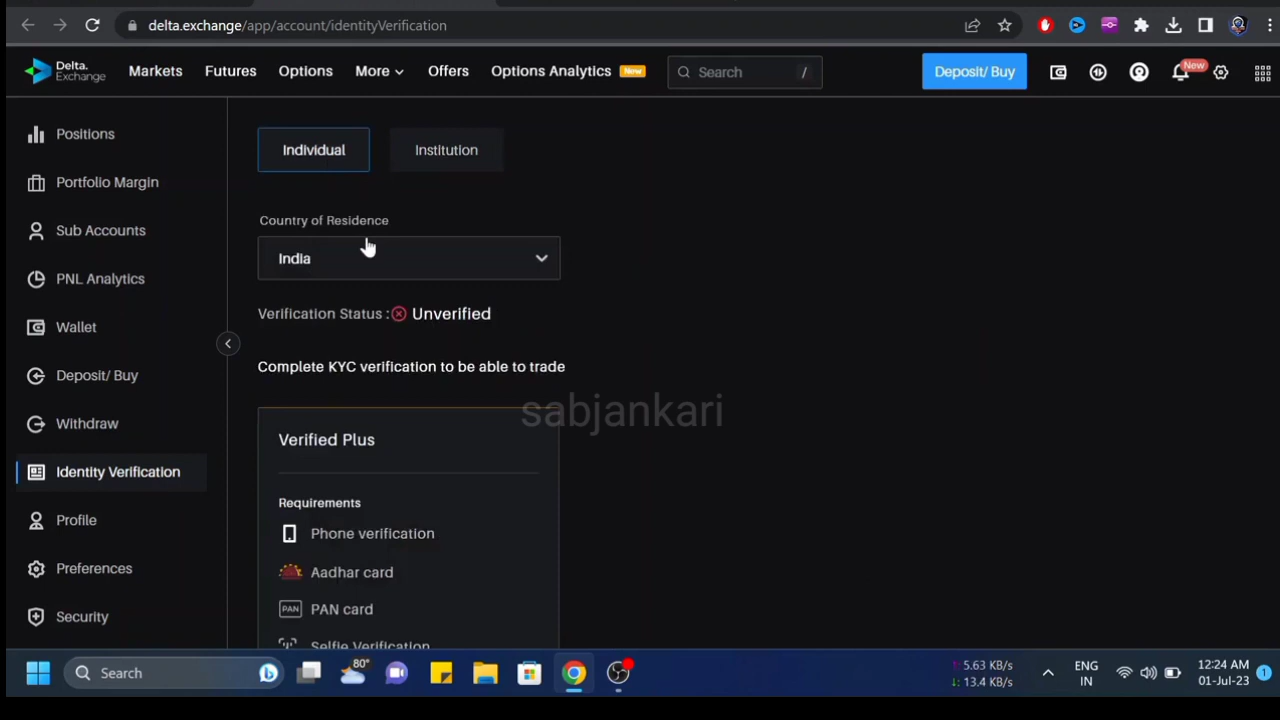 delta.exchange/app/account/identityVerification
Delta.
Exchange
Markets
Futures
Options
More
Offers
Options Analytics
New
Search
/
Deposit/ Buy
New
Positions
Portfolio Margin
Sub Accounts
PNL Analytics
Wallet
Deposit/ Buy
Withdraw
Identity Verification
Profile
Preferences
Security
Individual
Institution
Country of Residence
India
Verification Status :
Unverified
Complete KYC verification to be able to trade
sabjankari
Verified Plus
Requirements
Phone verification
Aadhar card
PAN
PAN card
Selfie Verification
Search
80°
5.63 KB/s
13.4 KB/s
ENG
IN
12:24 AM
01-Jul-23
1